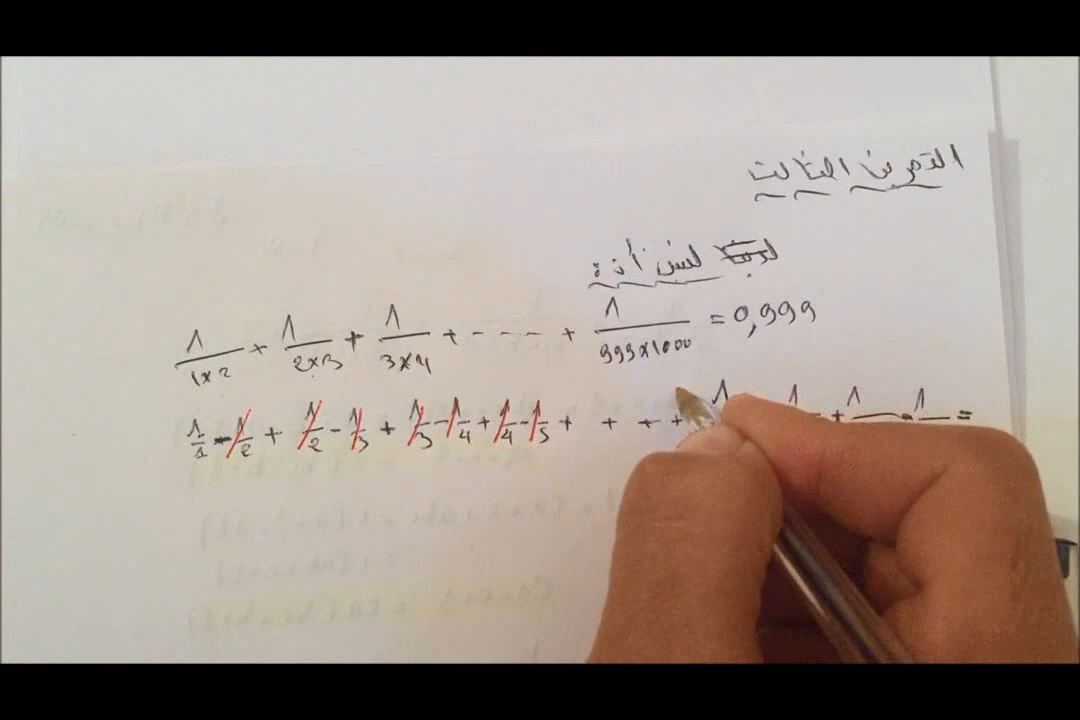 التمرين الثالث
لنبين أن:
1/1×2 + 1/2×3 + 1/3×4 + ---- + 1/999×1000 = 0,999
1/1 - 1/2 + 1/2 - 1/3 + 1/3 - 1/4 + 1/4 - 1/5 + + - +